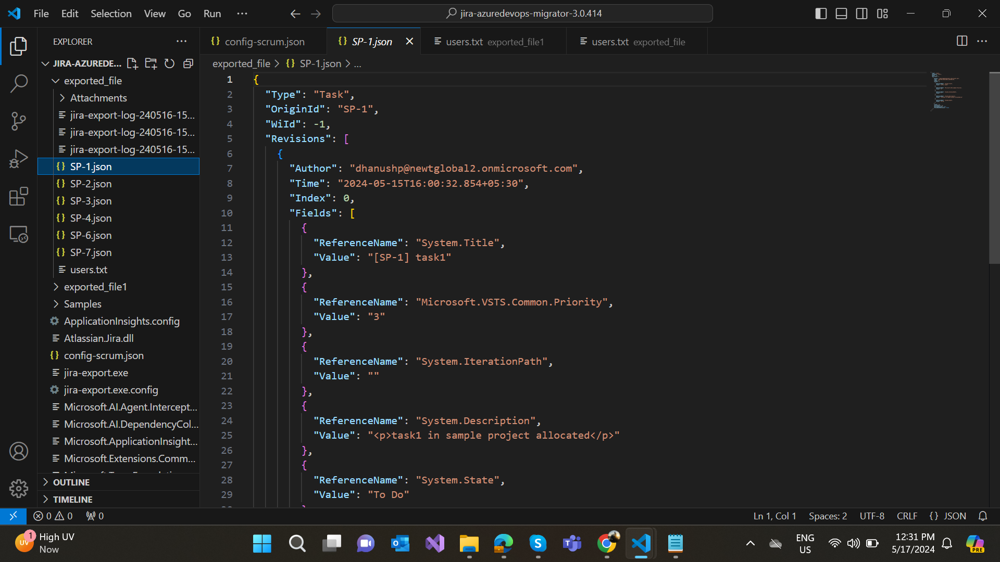 File Edit Selection View Go Run ···
jira-azuredevops-migrator-3.0.414
EXPLORER
JIRA-AZUREDE...
exported_file
Attachments
jira-export-log-240516-15...
jira-export-log-240516-15...
jira-export-log-240516-15...
SP-1.json
SP-2.json
SP-3.json
SP-4.json
SP-6.json
SP-7.json
users.txt
exported_file1
Samples
ApplicationInsights.config
Atlassian.Jira.dll
config-scrum.json
jira-export.exe
jira-export.exe.config
Microsoft.AI.Agent.Intercept...
Microsoft.AI.DependencyCol...
Microsoft.ApplicationInsight...
Microsoft.Extensions.Comm...
OUTLINE
TIMELINE
config-scrum.json SP-1.json users.txt exported_file1 users.txt exported_file
exported_file > {} SP-1.json > ...
1 {
2 "Type": "Task",
3 "OriginId": "SP-1",
4 "WiId": -1,
5 "Revisions": [
6 {
7 "Author": "dhanushp@newtglobal2.onmicrosoft.com",
8 "Time": "2024-05-15T16:00:32.854+05:30",
9 "Index": 0,
10 "Fields": [
11 {
12 "ReferenceName": "System.Title",
13 "Value": "[SP-1] task1"
14 },
15 {
16 "ReferenceName": "Microsoft.VSTS.Common.Priority",
17 "Value": "3"
18 },
19 {
20 "ReferenceName": "System.IterationPath",
21 "Value": ""
22 },
23 {
24 "ReferenceName": "System.Description",
25 "Value": "<p>task1 in sample project allocated</p>"
26 },
27 {
28 "ReferenceName": "System.State",
29 "Value": "To Do"
0 0 0
Ln 1, Col 1 Spaces: 2 UTF-8 CRLF {} JSON
UV 1 High UV
Now
ENG
US
12:31 PM
5/17/2024
PRE